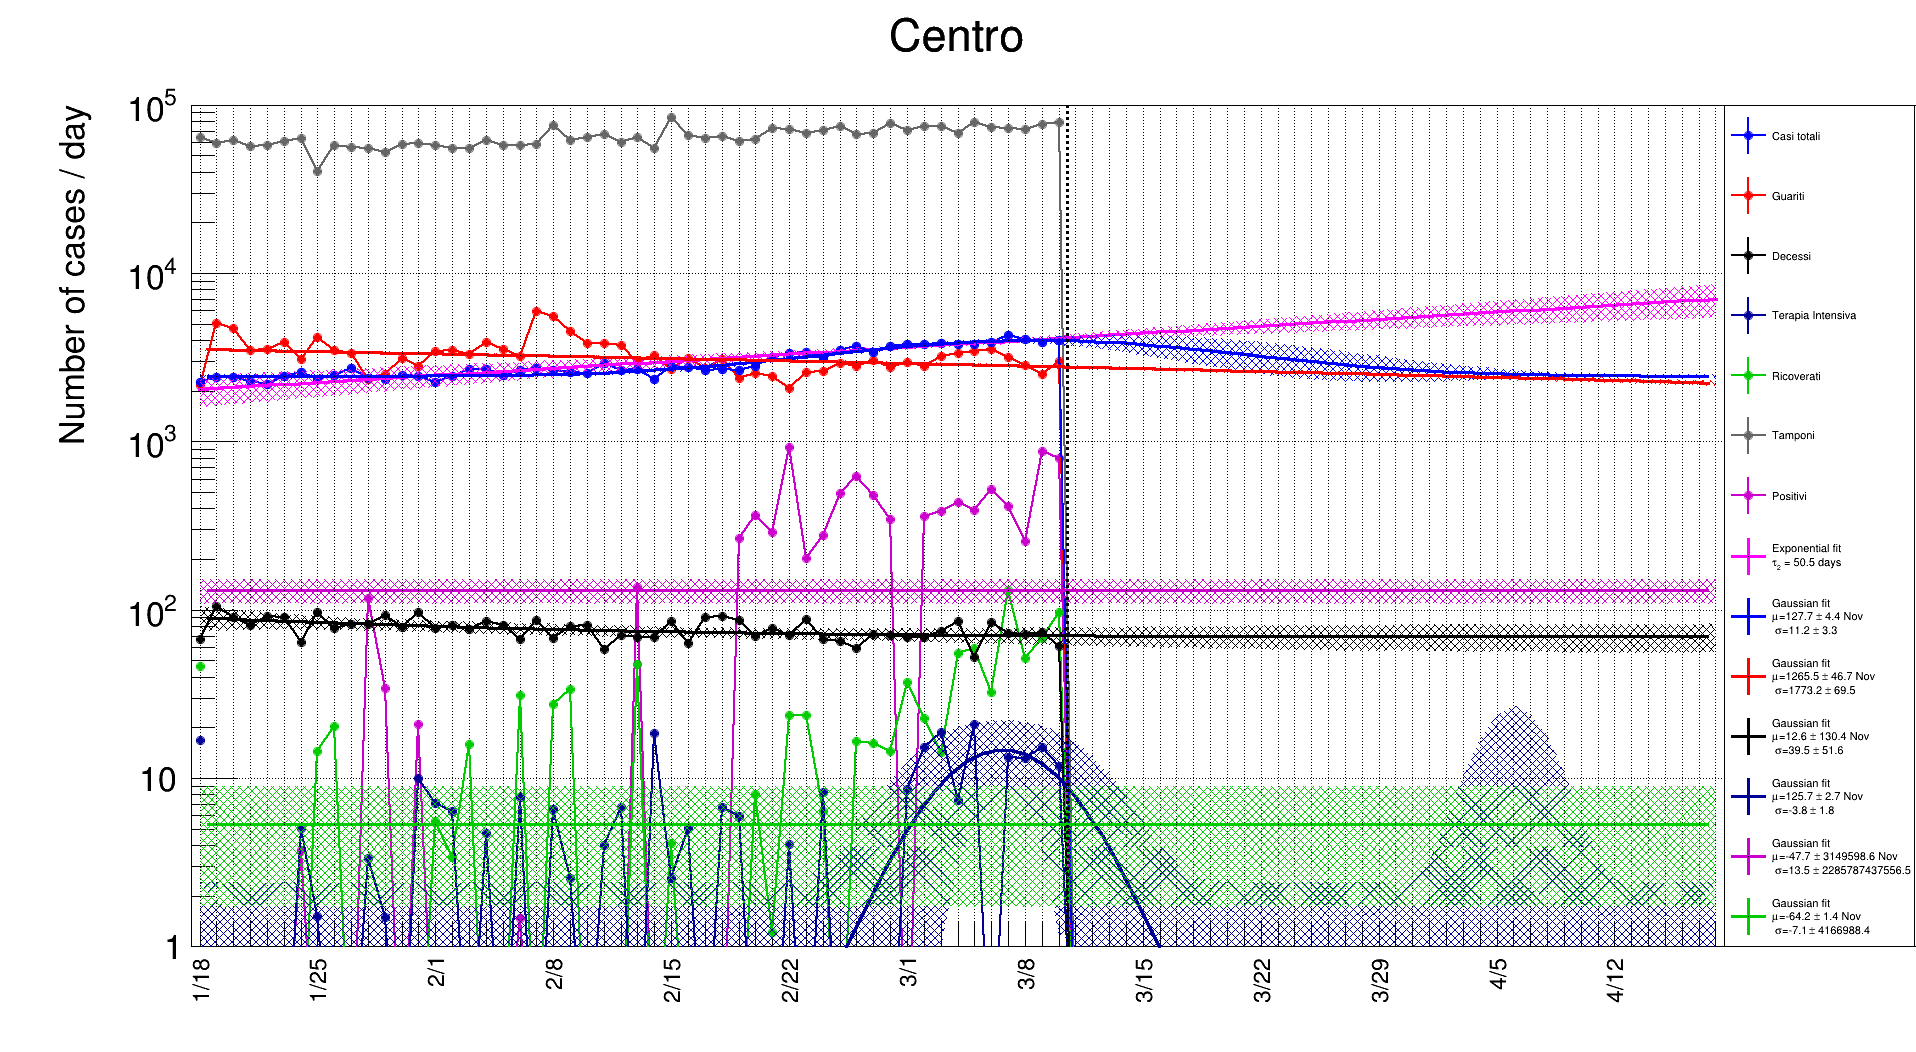 Centro
Number of cases / day
10^5
10^4
10^3
10^2
10
1
1/18
1/25
2/1
2/8
2/15
2/22
3/1
3/8
3/15
3/22
3/29
4/5
4/12
Casi totali
Guariti
Decessi
Terapia Intensiva
Ricoverati
Tamponi
Positivi
Exponential fit
τ_2 = 50.5 days
Gaussian fit
μ=127.7 ± 4.4 Nov
σ=11.2 ± 3.3
Gaussian fit
μ=1265.5 ± 46.7 Nov
σ=1773.2 ± 69.5
Gaussian fit
μ=12.6 ± 130.4 Nov
σ=39.5 ± 51.6
Gaussian fit
μ=125.7 ± 2.7 Nov
σ=-3.8 ± 1.8
Gaussian fit
μ=-47.7 ± 3149598.6 Nov
σ=13.5 ± 2285787437556.5
Gaussian fit
μ=-64.2 ± 1.4 Nov
σ=-7.1 ± 4166988.4